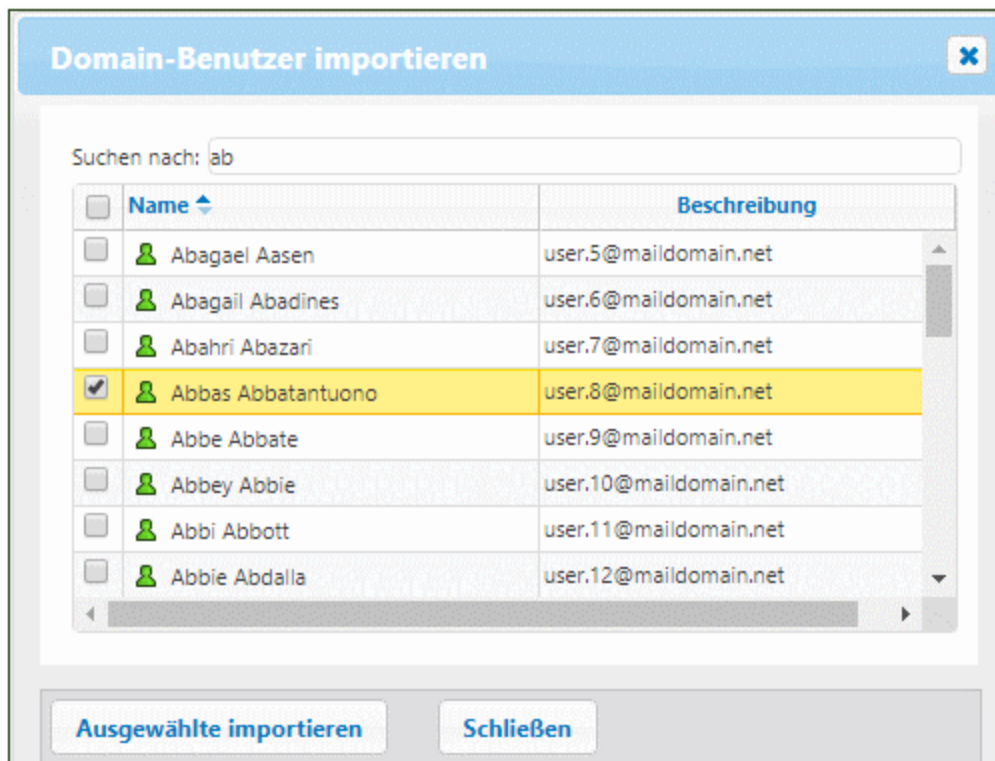 Domain-Benutzer importieren
Suchen nach: ab
Name Beschreibung
Abagael Aasen user.5@maildomain.net
Abagail Abadines user.6@maildomain.net
Abahri Abazari user.7@maildomain.net
Abbas Abbatantuono user.8@maildomain.net
Abbe Abbate user.9@maildomain.net
Abbey Abbie user.10@maildomain.net
Abbi Abbott user.11@maildomain.net
Abbie Abdalla user.12@maildomain.net
Ausgewählte importieren Schließen